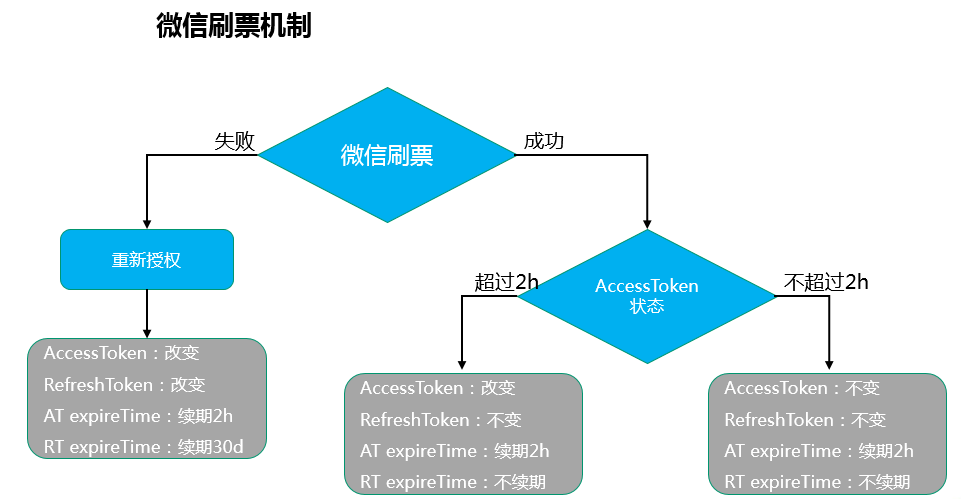 微信刷票机制
失败
微信刷票
成功
重新授权
超过2h
AccessToken
状态
不超过2h
AccessToken：改变
RefreshToken：改变
AT expireTime：续期2h
RT expireTime：续期30d
AccessToken：改变
RefreshToken：不变
AT expireTime：续期2h
RT expireTime：不续期
AccessToken：不变
RefreshToken：不变
AT expireTime：续期2h
RT expireTime：不续期